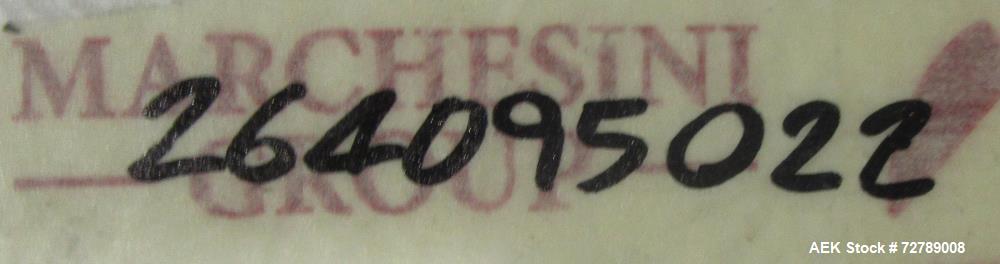 MARCHESINI
264095022
GROUP
AEK Stock # 72789008